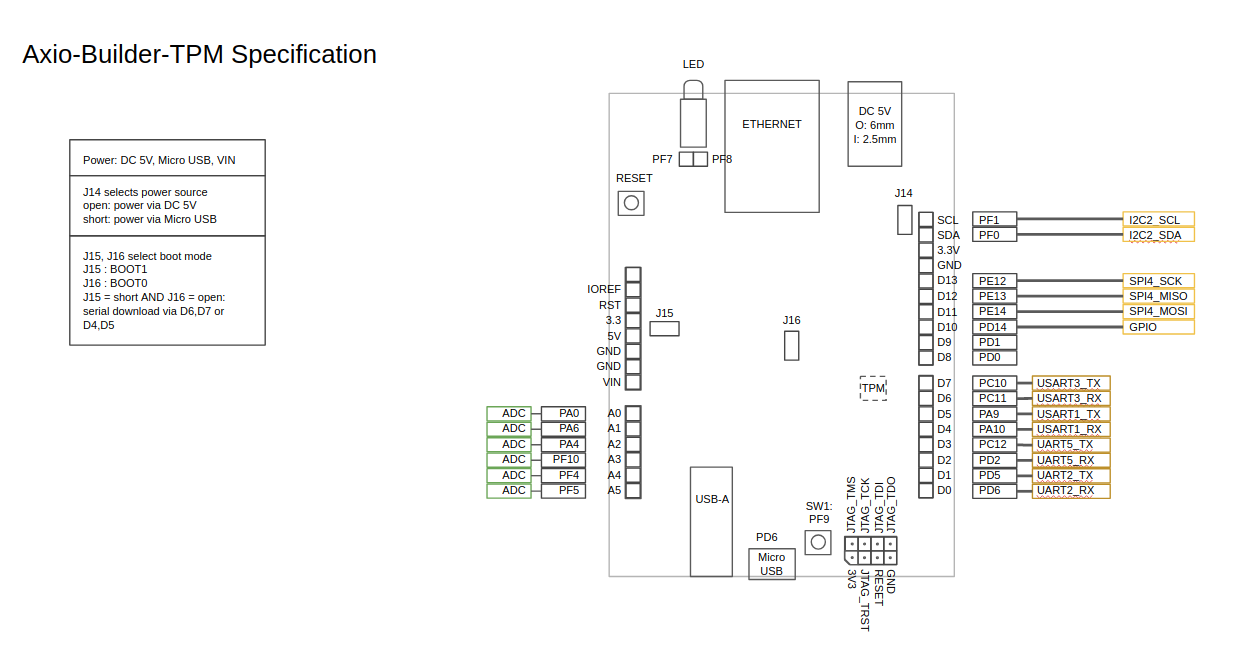 Axio-Builder-TPM Specification
Power: DC 5V, Micro USB, VIN
J14 selects power source
open: power via DC 5V
short: power via Micro USB
J15, J16 select boot mode
J15 : BOOT1
J16 : BOOT0
J15 = short AND J16 = open:
serial download via D6,D7 or
D4,D5
LED
PF7
PF8
RESET
ETHERNET
DC 5V
O: 6mm
I: 2.5mm
J14
SCL PF1 I2C2_SCL
SDA PF0 I2C2_SDA
3.3V
GND
D13 PE12 SPI4_SCK
D12 PE13 SPI4_MISO
D11 PE14 SPI4_MOSI
D10 PD14 GPIO
D9 PD1
D8 PD0
IOREF
RST
3.3
5V
GND
GND
VIN
J15
J16
TPM
D7 PC10 USART3_TX
D6 PC11 USART3_RX
D5 PA9 USART1_TX
D4 PA10 USART1_RX
D3 PC12 UART5_TX
D2 PD2 UART5_RX
D1 PD5 UART2_TX
D0 PD6 UART2_RX
ADC PA0 A0
ADC PA6 A1
ADC PA4 A2
ADC PF10 A3
ADC PF4 A4
ADC PF5 A5
USB-A
PD6
Micro
USB
SW1:
PF9
JTAG_TMS
JTAG_TCK
JTAG_TDI
JTAG_TDO
3V3
JTAG_TRST
RESET
GND